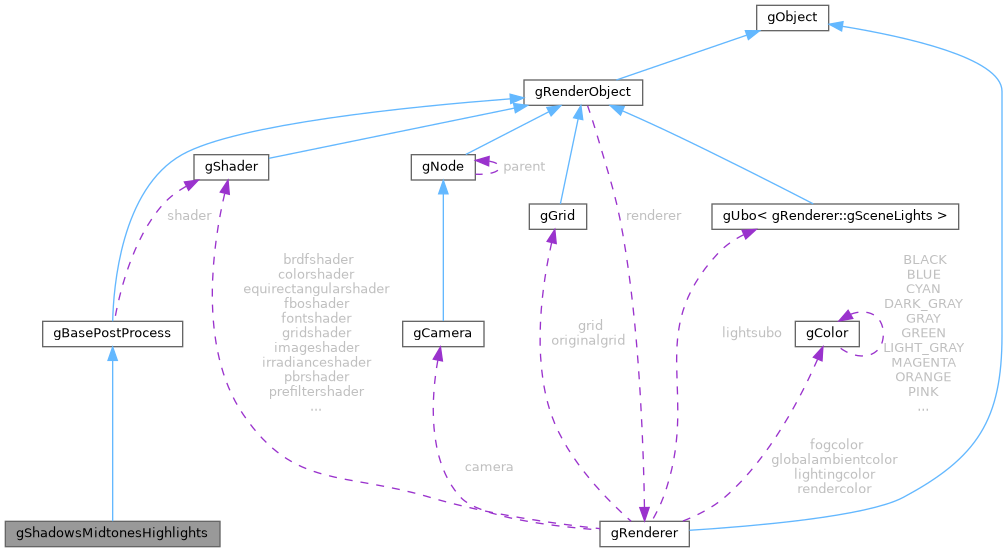 gObject
gRenderObject
gShader
gNode
parent
shader
gGrid
renderer
gUbo< gRenderer::gSceneLights >
brdfshader
colorshader
equirectangularshader
fboshader
fontshader
gridshader
imageshader
irradianceshader
pbrshader
prefiltershader
...
BLACK
BLUE
CYAN
DARK_GRAY
GRAY
GREEN
LIGHT_GRAY
MAGENTA
ORANGE
PINK
...
gBasePostProcess
gCamera
grid
originalgrid
lightsubo
gColor
camera
fogcolor
globalambientcolor
lightingcolor
rendercolor
gShadowsMidtonesHighlights
gRenderer